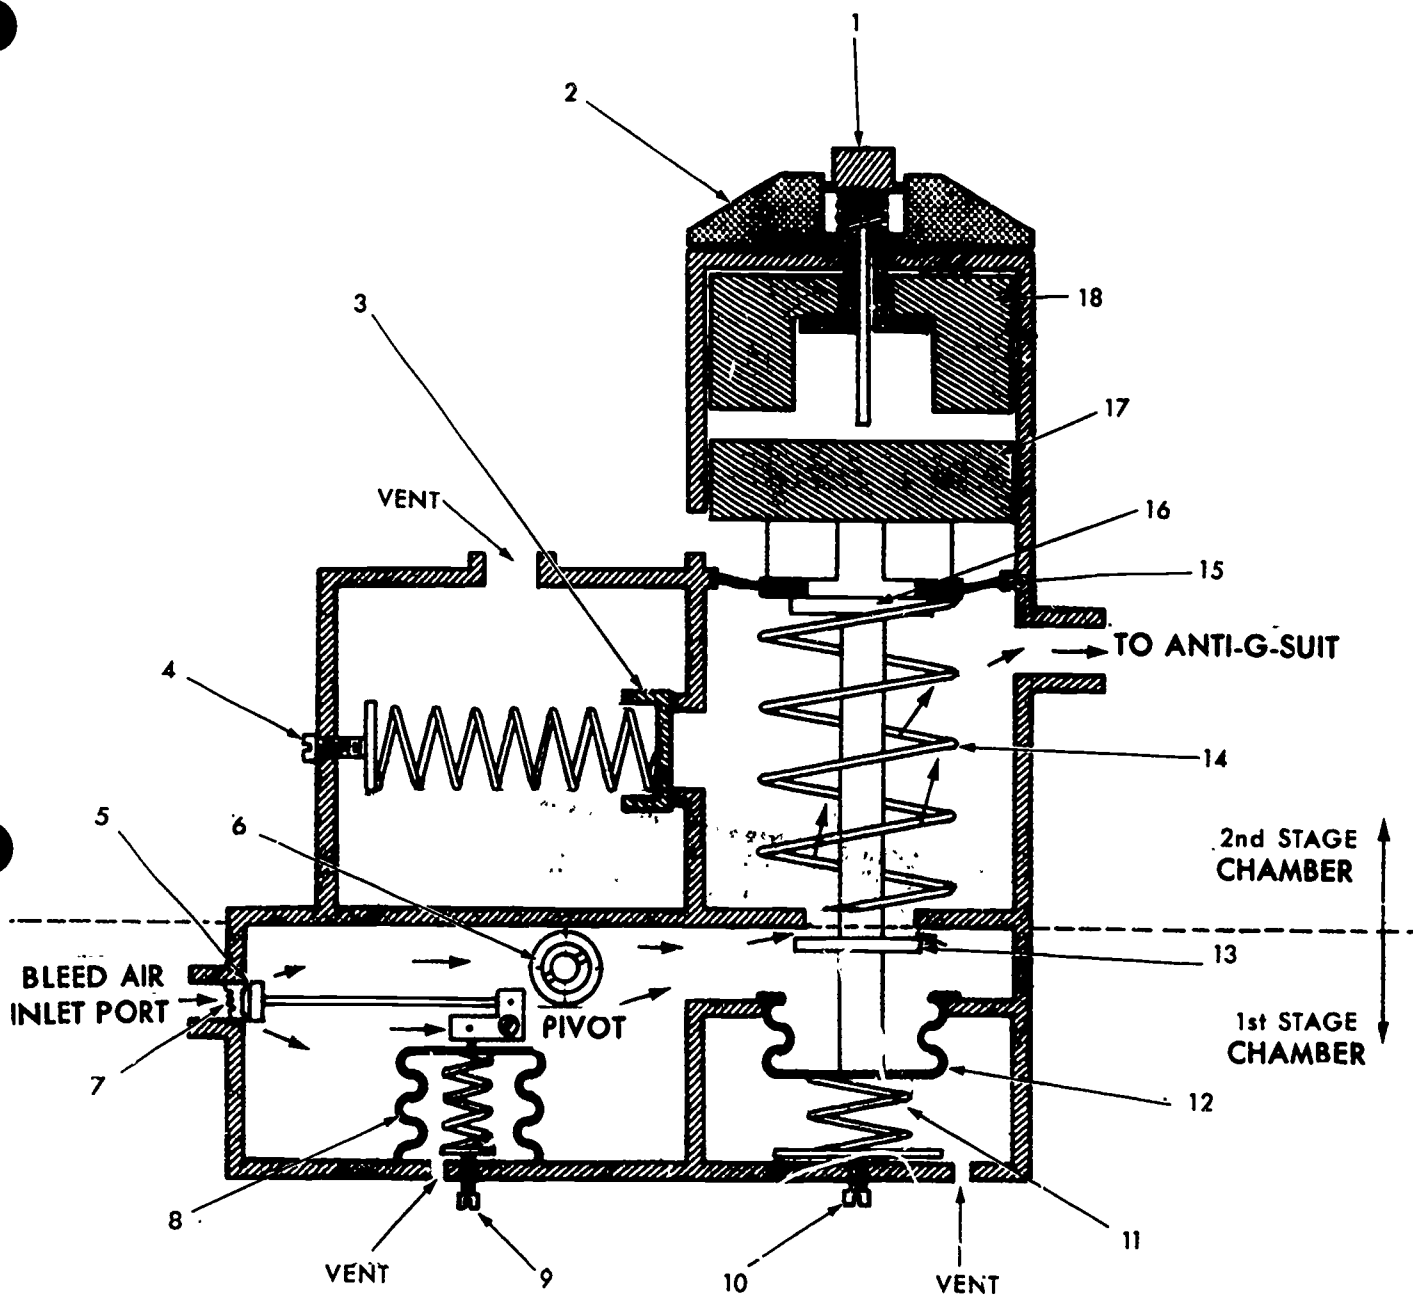 1
2
3
18
17
VENT
16
15
TO ANTI-G-SUIT
4
14
5
6
2nd STAGE
CHAMBER
13
BLEED AIR
INLET PORT
PIVOT
1st STAGE
CHAMBER
7
12
8
11
9
10
VENT
VENT